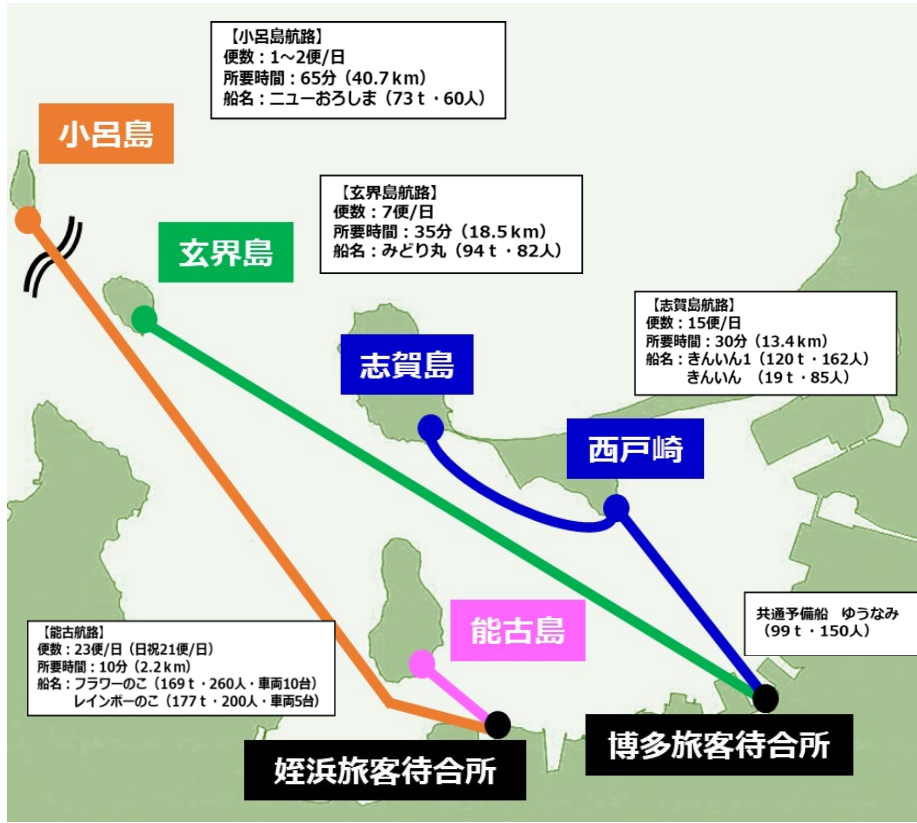 【小呂島航路】
便数：1～2便/日
所要時間：65分（40.7ｋm）
船名：ニューおろしま（73ｔ・60人）
小呂島
【玄界島航路】
便数：7便/日
所要時間：35分（18.5ｋm）
船名：みどり丸（94ｔ・82人）
玄界島
【志賀島航路】
便数：15便/日
所要時間：30分（13.4ｋm）
船名：きんいん1（120ｔ・162人）
きんいん　（19ｔ・85人）
志賀島
西戸崎
共通予備船　ゆうなみ
（99ｔ・150人）
能古島
【能古航路】
便数：23便/日（日祝21便/日）
所要時間：10分（2.2ｋm）
船名：フラワーのこ（169ｔ・260人・車両10台）
レインボーのこ（177ｔ・200人・車両5台）
姪浜旅客待合所
博多旅客待合所